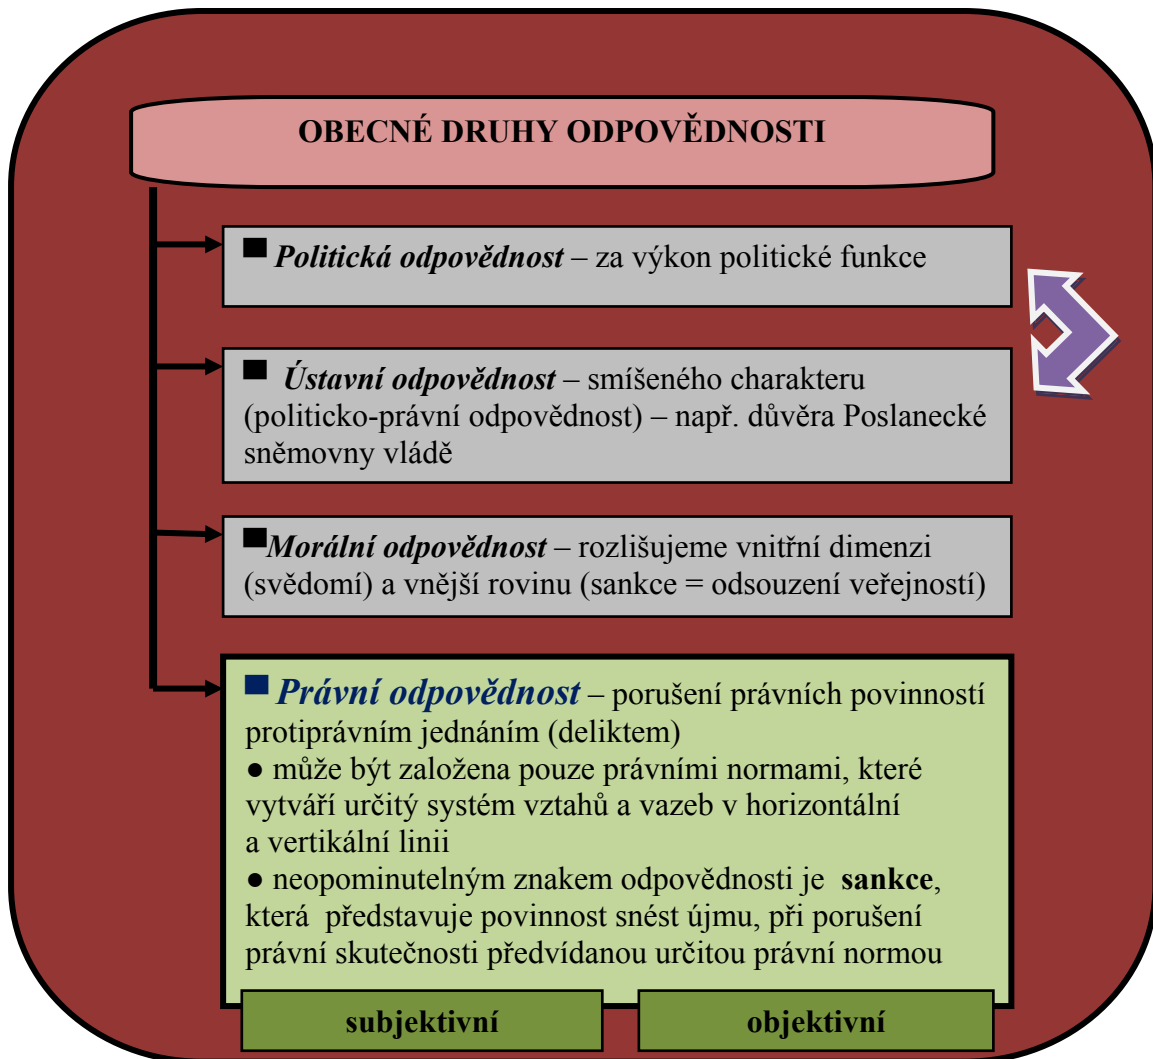 OBECNÉ DRUHY ODPOVĚDNOSTI
▀ Politická odpovědnost – za výkon politické funkce
▀ Ústavní odpovědnost – smíšeného charakteru
(politicko-právní odpovědnost) – např. důvěra Poslanecké
sněmovny vládě
▀Morální odpovědnost – rozlišujeme vnitřní dimenzi
(svědomí) a vnější rovinu (sankce = odsouzení veřejností)
▀ Právní odpovědnost – porušení právních povinností
protiprávním jednáním (deliktem)
● může být založena pouze právními normami, které
vytváří určitý systém vztahů a vazeb v horizontální
a vertikální linii
● neopominutelným znakem odpovědnosti je sankce,
která představuje povinnost snést újmu, při porušení
právní skutečnosti předvídanou určitou právní normou
subjektivní
objektivní